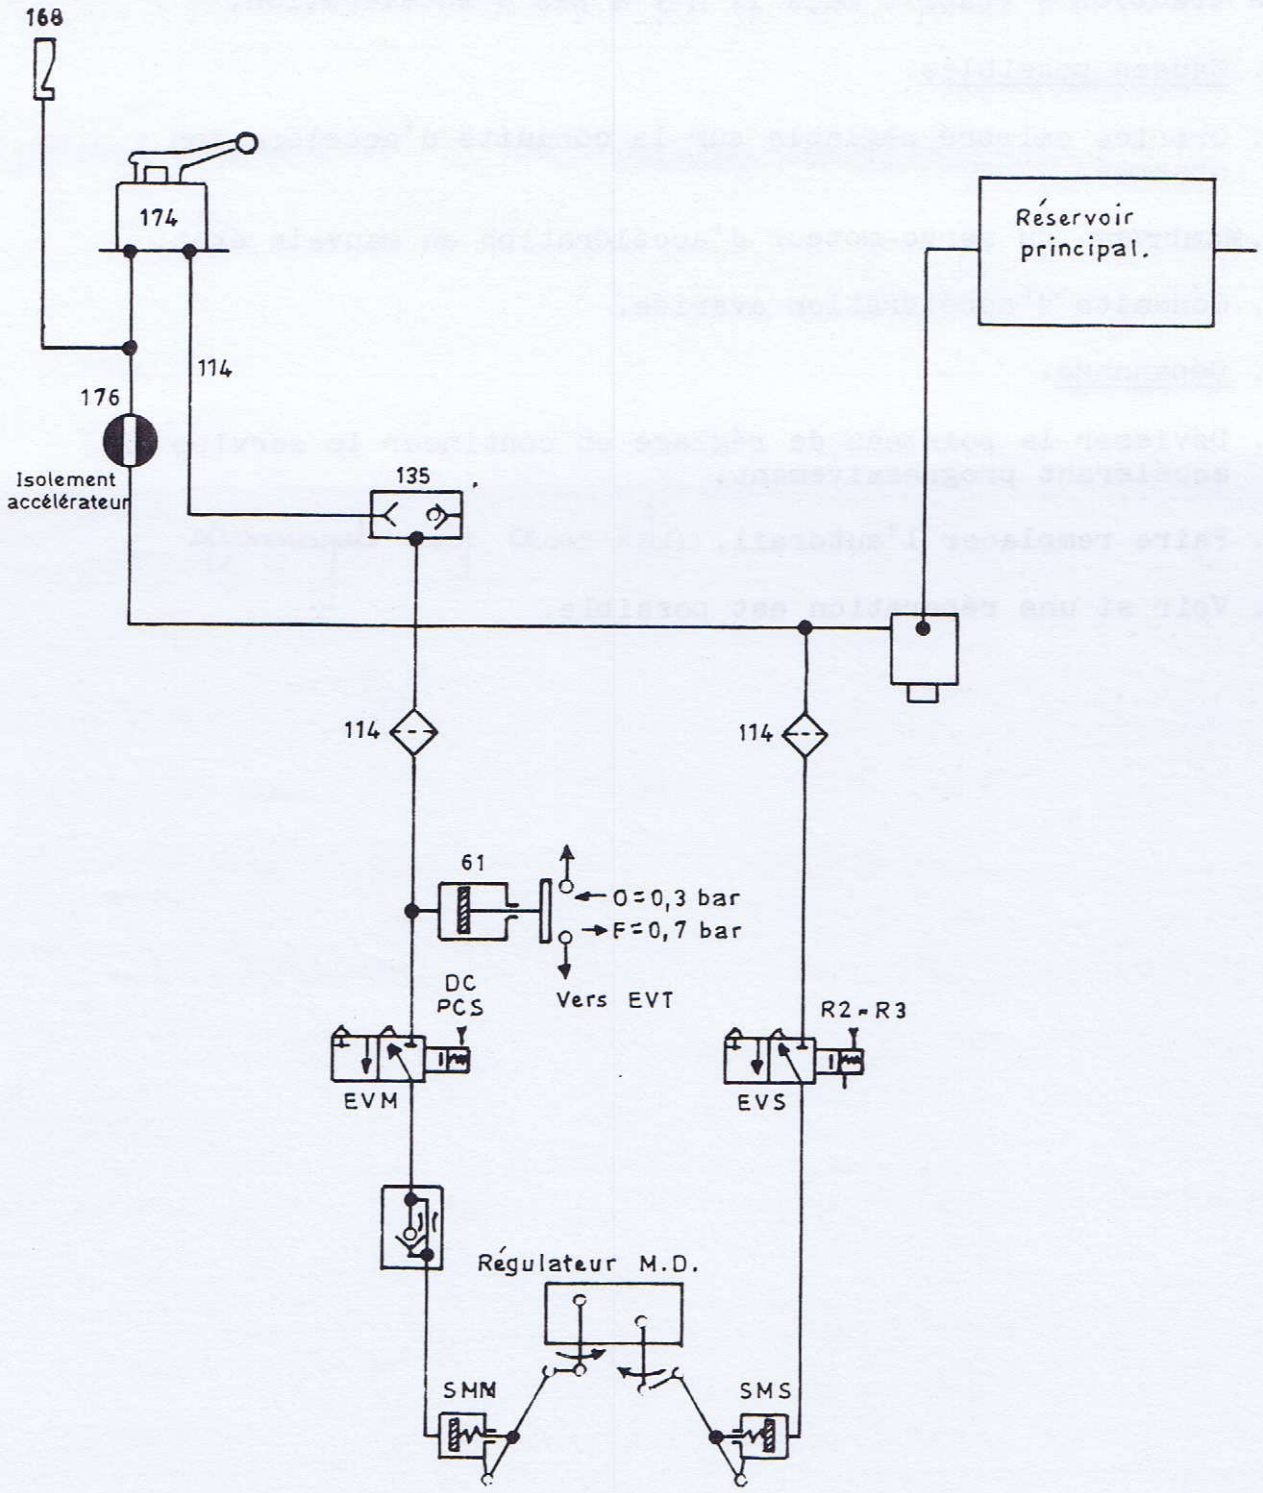 168
174
Réservoir
principal.
114
176
Isolement
accélérateur
135
114
114
61
O=0,3 bar
F=0,7 bar
Vers EVT
DC
PCS
R2-R3
EVM
EVS
Régulateur M.D.
SMM
SMS